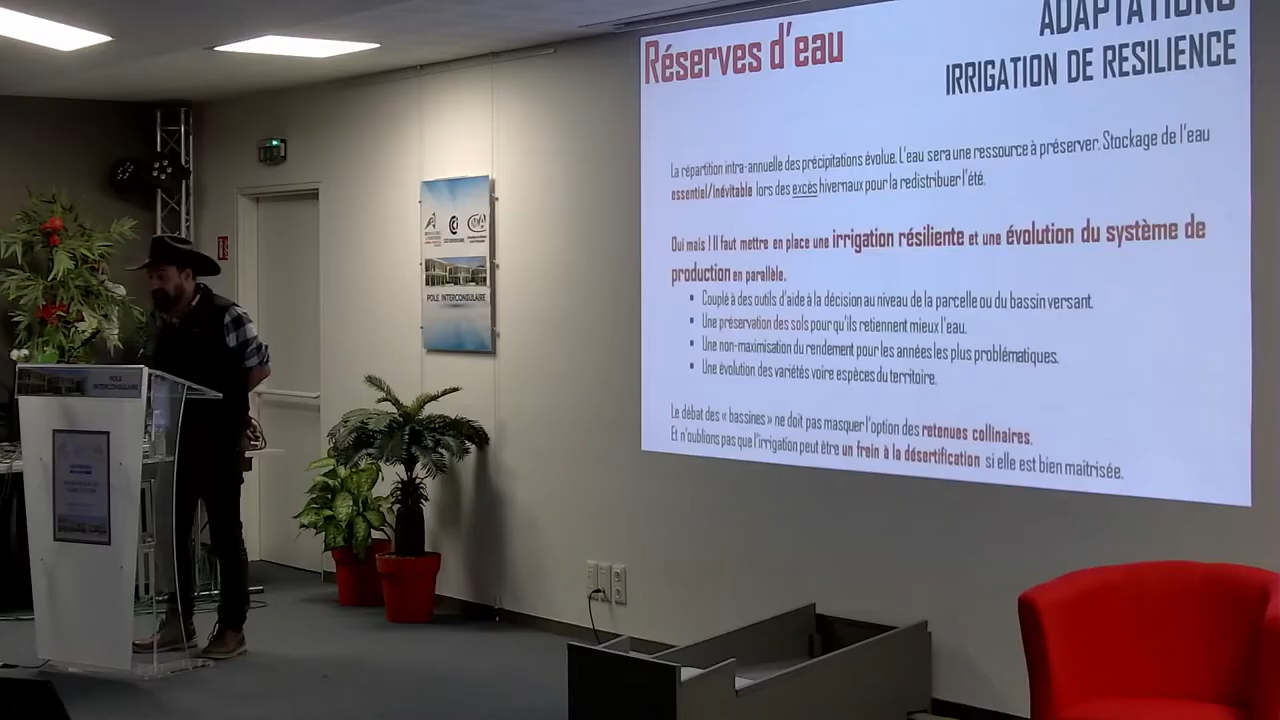 Réserves d'eau
ADAPTATIONS
IRRIGATION DE RESILIENCE
La répartition intra-annuelle des précipitations évolue. L'eau sera une ressource à préserver. Stockage de l'eau
essentiel/inévitable lors des excès hivernaux pour la redistribuer l'été.
Oui mais ! Il faut mettre en place une irrigation résiliente et une évolution du système de
production en parallèle.
▪ Couplé à des outils d'aide à la décision au niveau de la parcelle ou du bassin versant.
▪ Une préservation des sols pour qu'ils retiennent mieux l'eau.
▪ Une non-maximisation du rendement pour les années les plus problématiques.
▪ Une évolution des variétés voire espèces du territoire.
Le débat des « bassines » ne doit pas masquer l'option des retenues collinaires.
Et n'oublions pas que l'irrigation peut être un frein à la désertification si elle est bien maitrisée.
CCI
CMA
POLE INTERCONSULAIRE
POLE
INTERCONSULAIRE